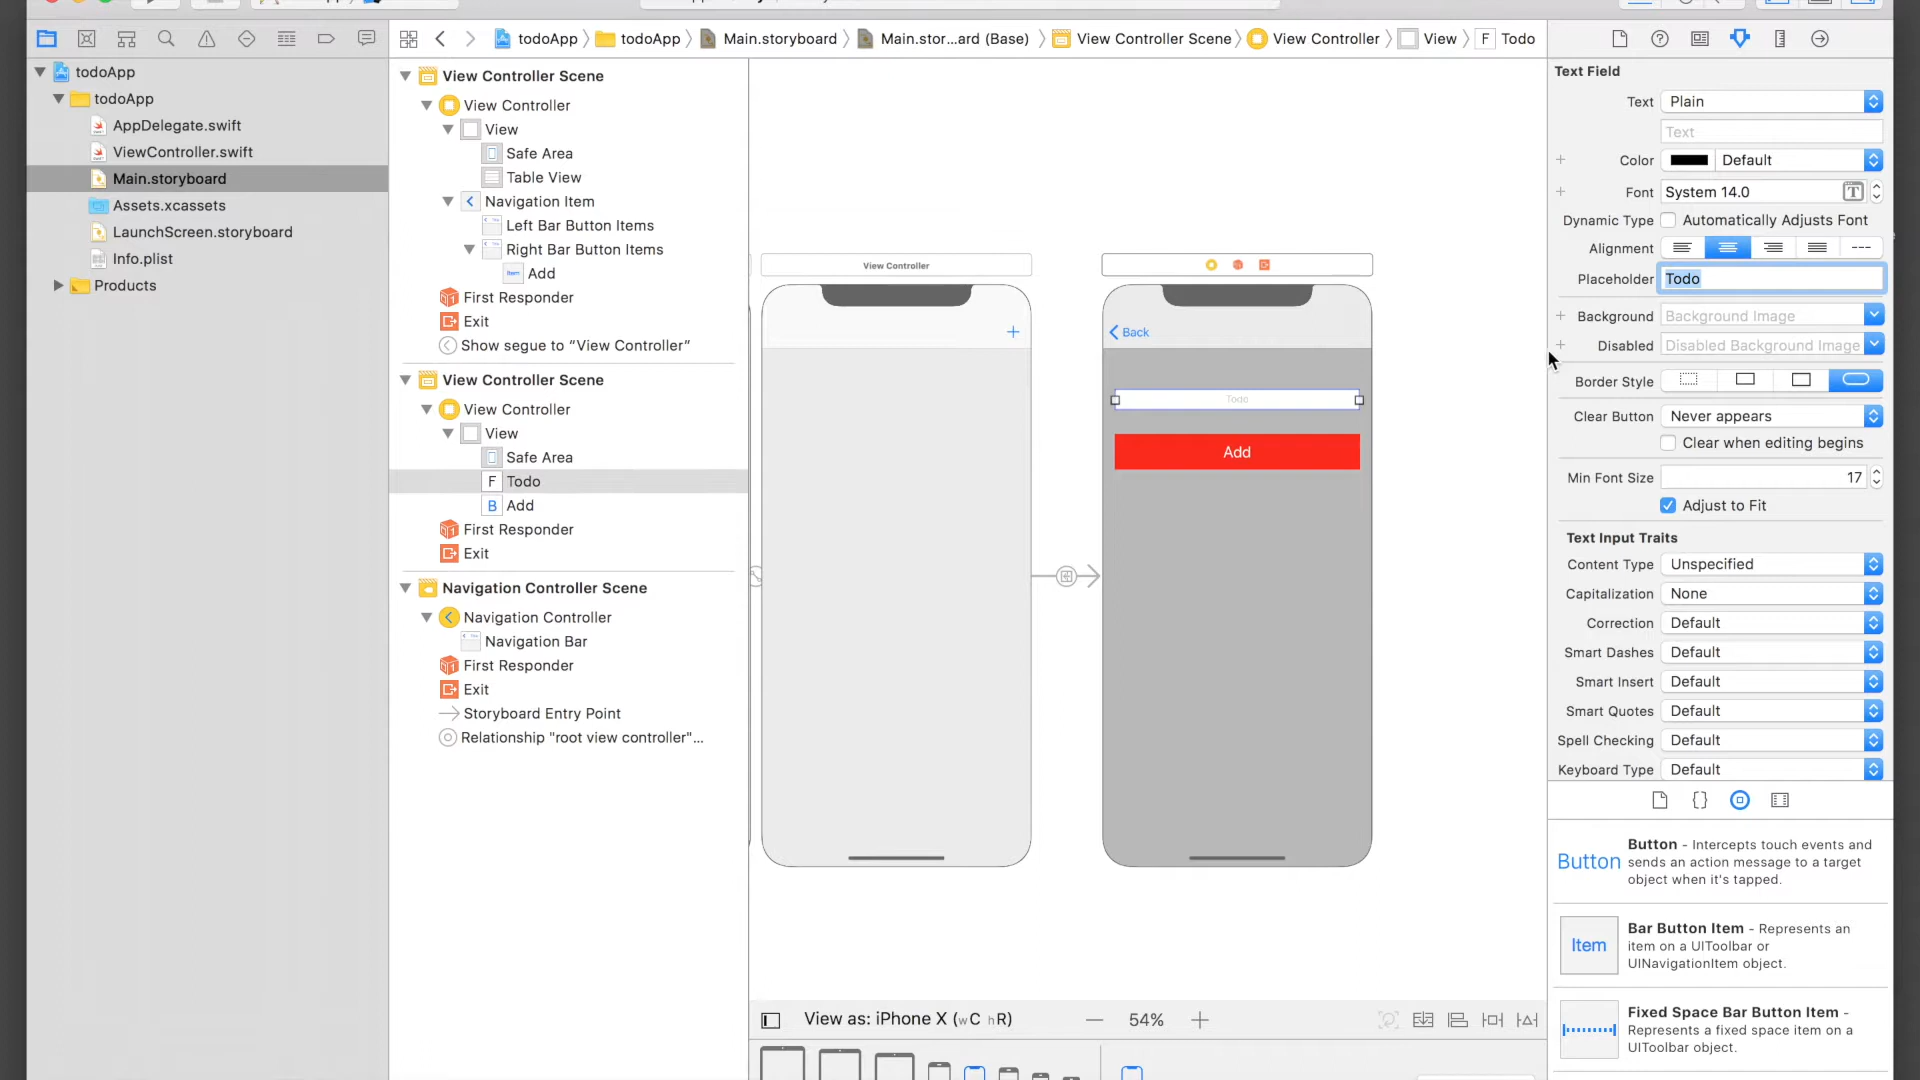 todoApp
todoApp
Main.storyboard
Main.stor...ard (Base)
View Controller Scene
View Controller
View
F Todo
todoApp
todoApp
AppDelegate.swift
ViewController.swift
Main.storyboard
Assets.xcassets
LaunchScreen.storyboard
Info.plist
Products
View Controller Scene
View Controller
View
Safe Area
Table View
Navigation Item
Left Bar Button Items
Right Bar Button Items
Add
First Responder
Exit
Show segue to “View Controller”
View Controller Scene
View Controller
View
Safe Area
F Todo
B Add
First Responder
Exit
Navigation Controller Scene
Navigation Controller
Navigation Bar
First Responder
Exit
Storyboard Entry Point
Relationship "root view controller"...
View Controller
+
Back
Todo
Add
View as: iPhone X (wC hR)
54%
Text Field
Text Plain
Text
Color Default
Font System 14.0
Dynamic Type Automatically Adjusts Font
Alignment
Placeholder Todo
Background Background Image
Disabled Disabled Background Image
Border Style
Clear Button Never appears
Clear when editing begins
Min Font Size 17
Adjust to Fit
Text Input Traits
Content Type Unspecified
Capitalization None
Correction Default
Smart Dashes Default
Smart Insert Default
Smart Quotes Default
Spell Checking Default
Keyboard Type Default
Button
Button - Intercepts touch events and
sends an action message to a target
object when it's tapped.
Item
Bar Button Item - Represents an
item on a UIToolbar or
UINavigationItem object.
Fixed Space Bar Button Item -
Represents a fixed space item on a
UIToolbar object.